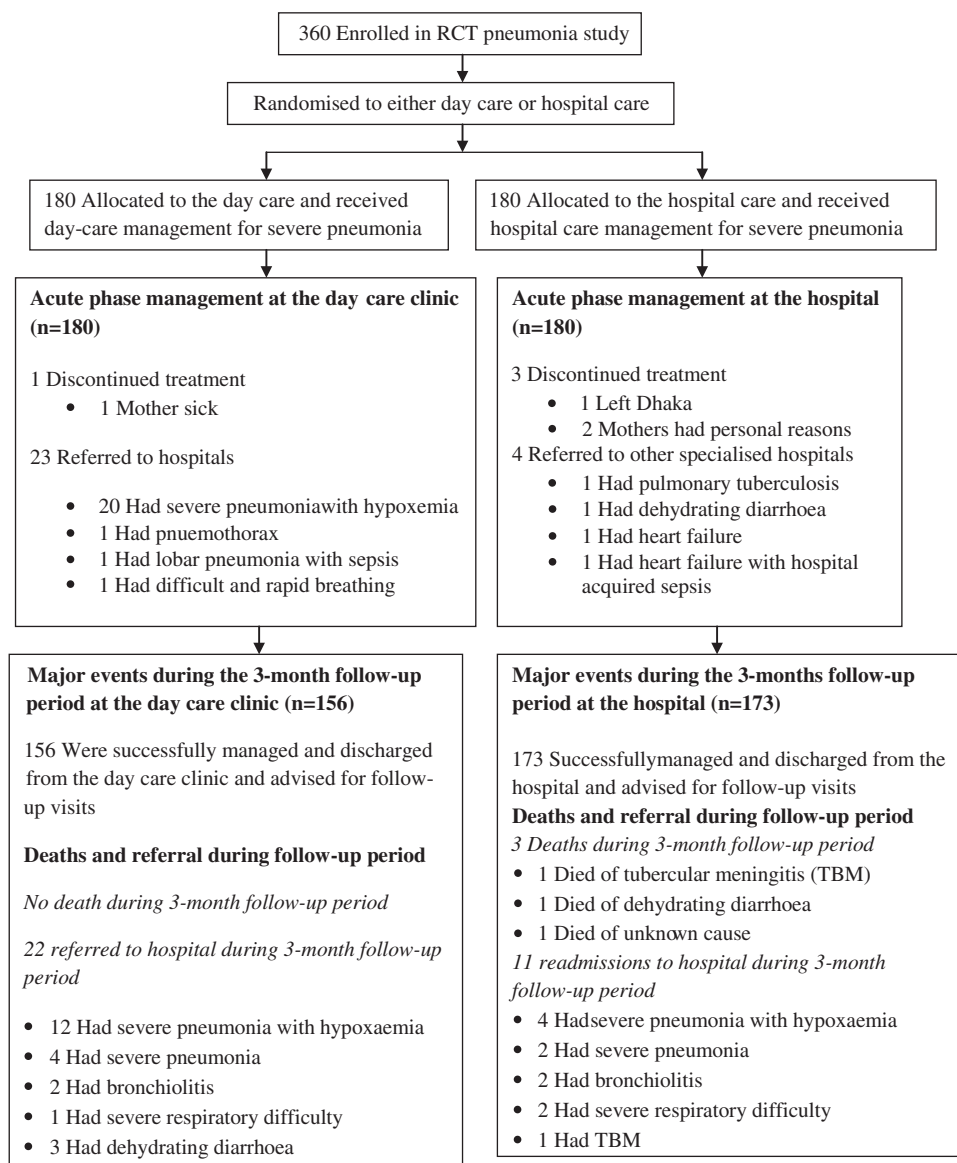 360 Enrolled in RCT pneumonia study
Randomised to either day care or hospital care
180 Allocated to the day care and received
day-care management for severe pneumonia
180 Allocated to the hospital care and received
hospital care management for severe pneumonia
Acute phase management at the day care clinic
(n=180)
1 Discontinued treatment
• 1 Mother sick
23 Referred to hospitals
• 20 Had severe pneumoniawith hypoxemia
• 1 Had pnuemothorax
• 1 Had lobar pneumonia with sepsis
• 1 Had difficult and rapid breathing
Acute phase management at the hospital
(n=180)
3 Discontinued treatment
• 1 Left Dhaka
• 2 Mothers had personal reasons
4 Referred to other specialised hospitals
• 1 Had pulmonary tuberculosis
• 1 Had dehydrating diarrhoea
• 1 Had heart failure
• 1 Had heart failure with hospital
acquired sepsis
Major events during the 3-month follow-up
period at the day care clinic (n=156)
156 Were successfully managed and discharged
from the day care clinic and advised for follow-
up visits
Deaths and referral during follow-up period
No death during 3-month follow-up period
22 referred to hospital during 3-month follow-up
period
• 12 Had severe pneumonia with hypoxaemia
• 4 Had severe pneumonia
• 2 Had bronchiolitis
• 1 Had severe respiratory difficulty
• 3 Had dehydrating diarrhoea
Major events during the 3-months follow-up
period at the hospital (n=173)
173 Successfullymanaged and discharged from the
hospital and advised for follow-up visits
Deaths and referral during follow-up period
3 Deaths during 3-month follow-up period
• 1 Died of tubercular meningitis (TBM)
• 1 Died of dehydrating diarrhoea
• 1 Died of unknown cause
11 readmissions to hospital during 3-month
follow-up period
• 4 Hadsevere pneumonia with hypoxaemia
• 2 Had severe pneumonia
• 2 Had bronchiolitis
• 2 Had severe respiratory difficulty
• 1 Had TBM